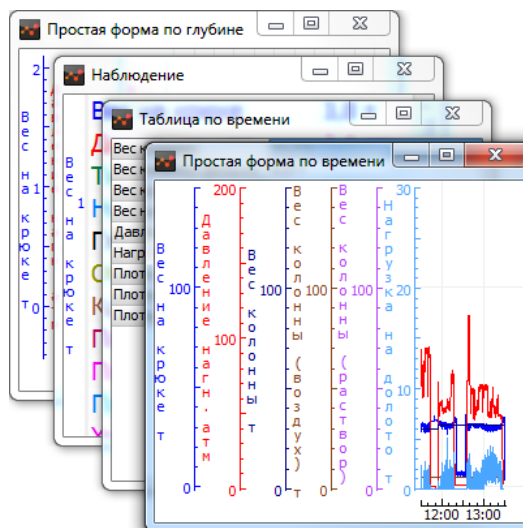 Простая форма по глубине
2
1
0
Вес на крюке т
Наблюдение
Вес на крюке т
1
Таблица по времени
Вес к
Вес к
Вес к
Вес к
Давл
Нагр
Плот
Плот
Плот
Простая форма по времени
Вес на крюке т
100
0
Давление нагн. атм
200
100
0
Вес колонны т
100
0
Вес колонны (воздух) т
100
0
Вес колонны (раствор) т
100
0
Нагрузка на долото т
30
20
10
0
12:00 13:00